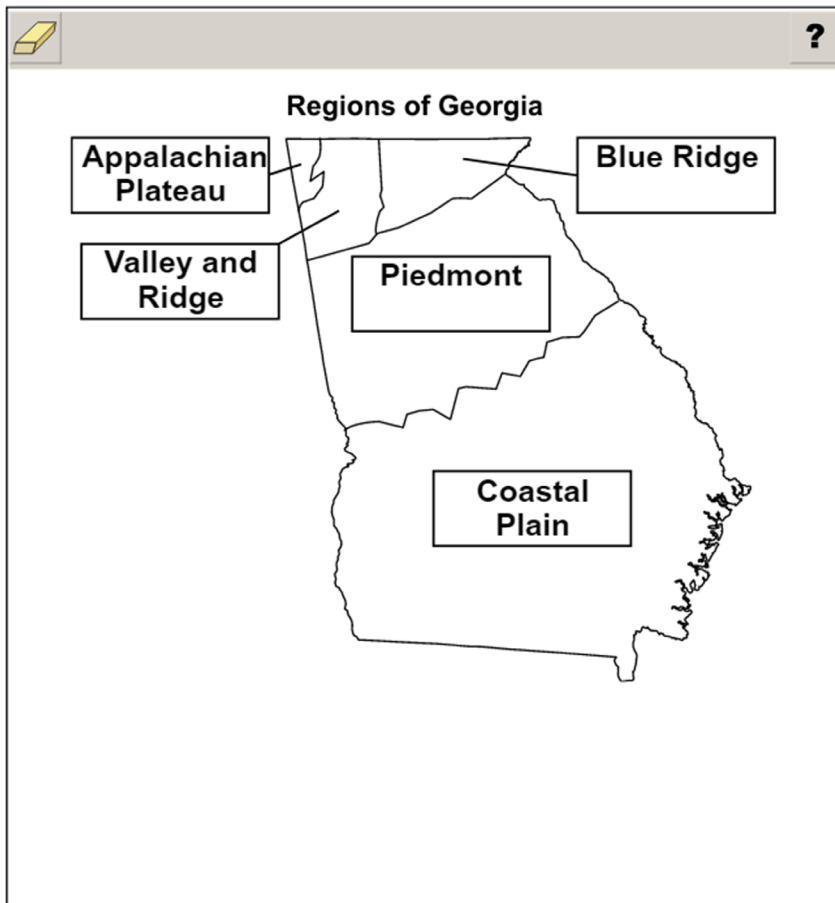 ?
Regions of Georgia
Appalachian
Plateau
Blue Ridge
Valley and
Ridge
Piedmont
Coastal
Plain